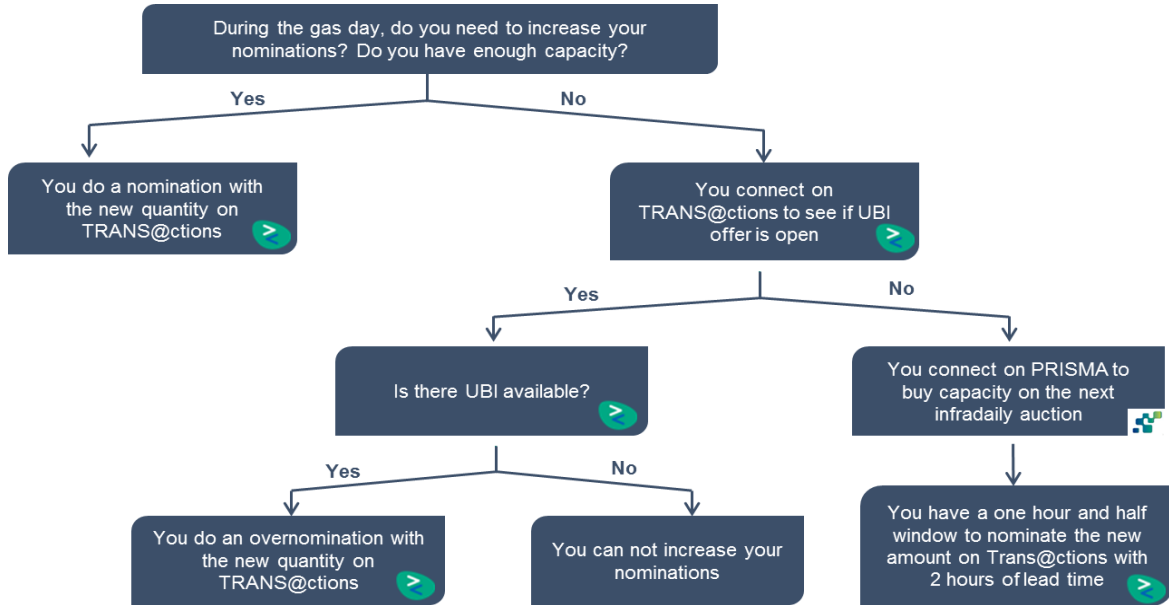 During the gas day, do you need to increase your
nominations? Do you have enough capacity?
Yes
No
You do a nomination with
the new quantity on
TRANS@ctions
You connect on
TRANS@ctions to see if UBI
offer is open
Yes
No
Is there UBI available?
You connect on PRISMA to
buy capacity on the next
infradaily auction
Yes
No
You do an overnomination with
the new quantity on
TRANS@ctions
You can not increase your
nominations
You have a one hour and half
window to nominate the new
amount on Trans@ctions with
2 hours of lead time